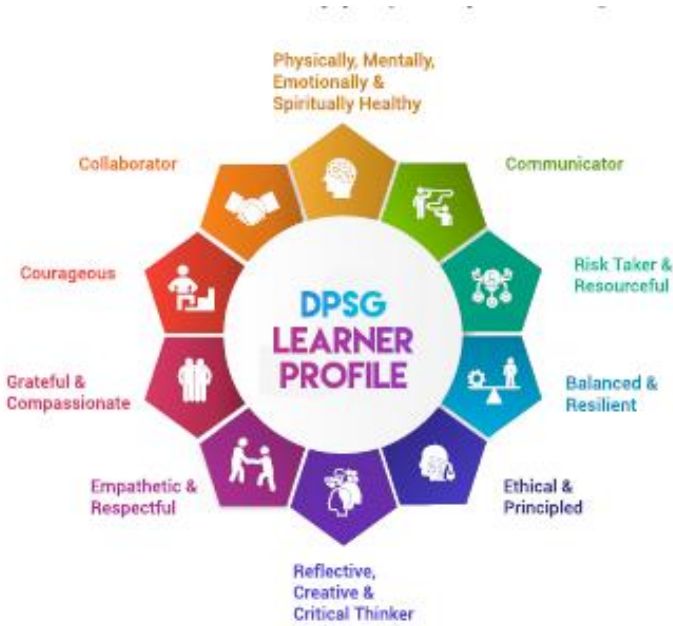 Physically, Mentally,
Emotionally &
Spiritually Healthy
Collaborator
Communicator
Courageous
Risk Taker &
Resourceful
DPSG
LEARNER
PROFILE
Grateful &
Compassionate
Balanced &
Resilient
Empathetic &
Respectful
Ethical &
Principled
Reflective,
Creative &
Critical Thinker